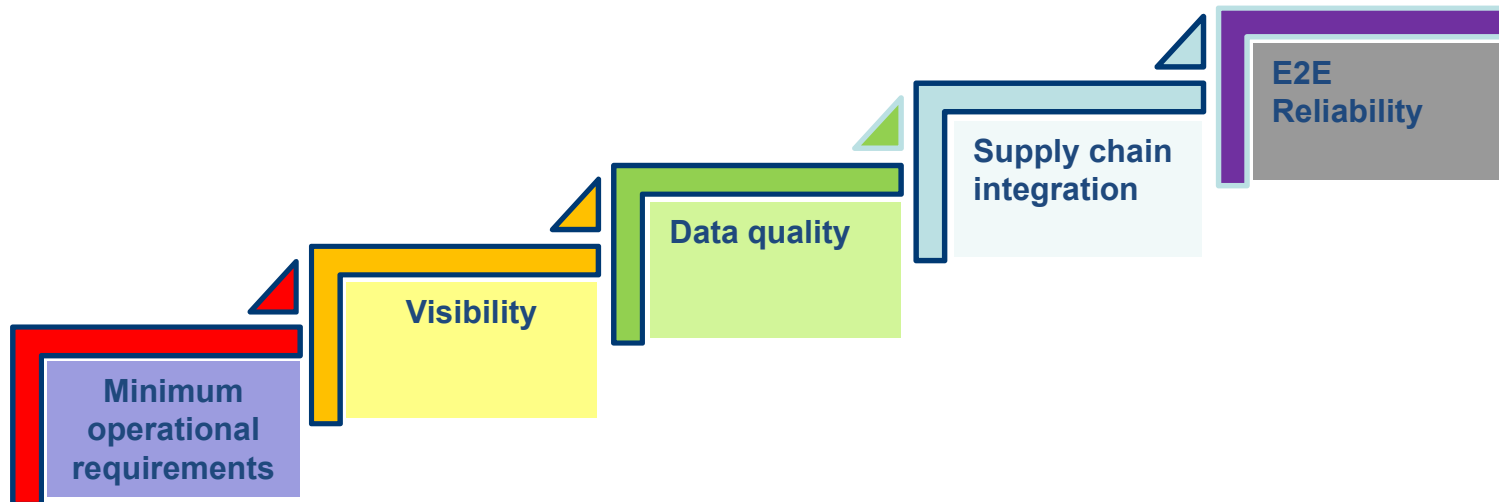 Minimum
operational
requirements
Visibility
Data quality
Supply chain
integration
E2E
Reliability